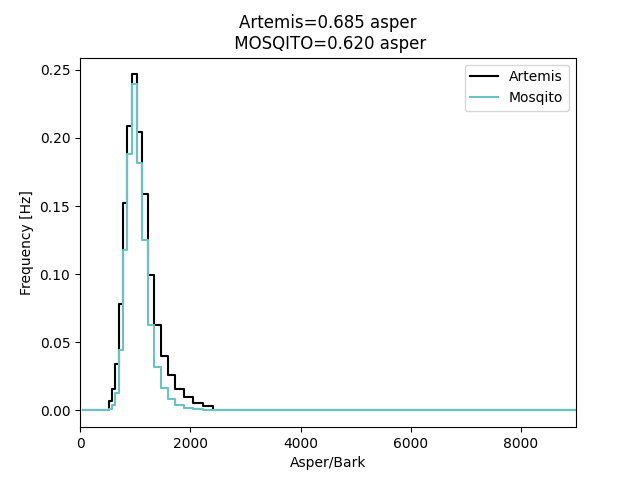 Artemis=0.685 asper
MOSQITO=0.620 asper
Artemis
Mosqito
Frequency [Hz]
0.25
0.20
0.15
0.10
0.05
0.00
0
2000
4000
6000
8000
Asper/Bark